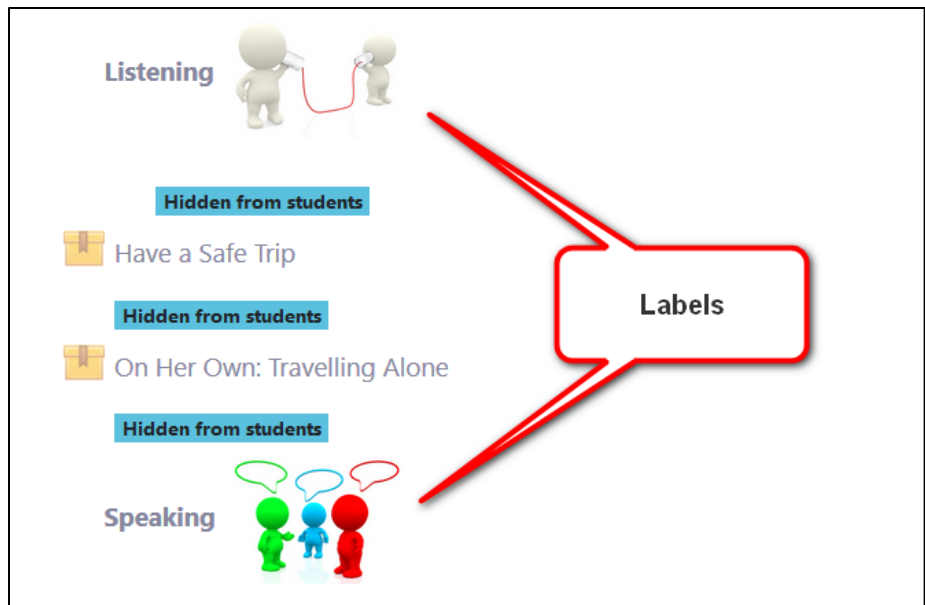 Listening
Hidden from students
Have a Safe Trip
Hidden from students
On Her Own: Travelling Alone
Hidden from students
Speaking
Labels